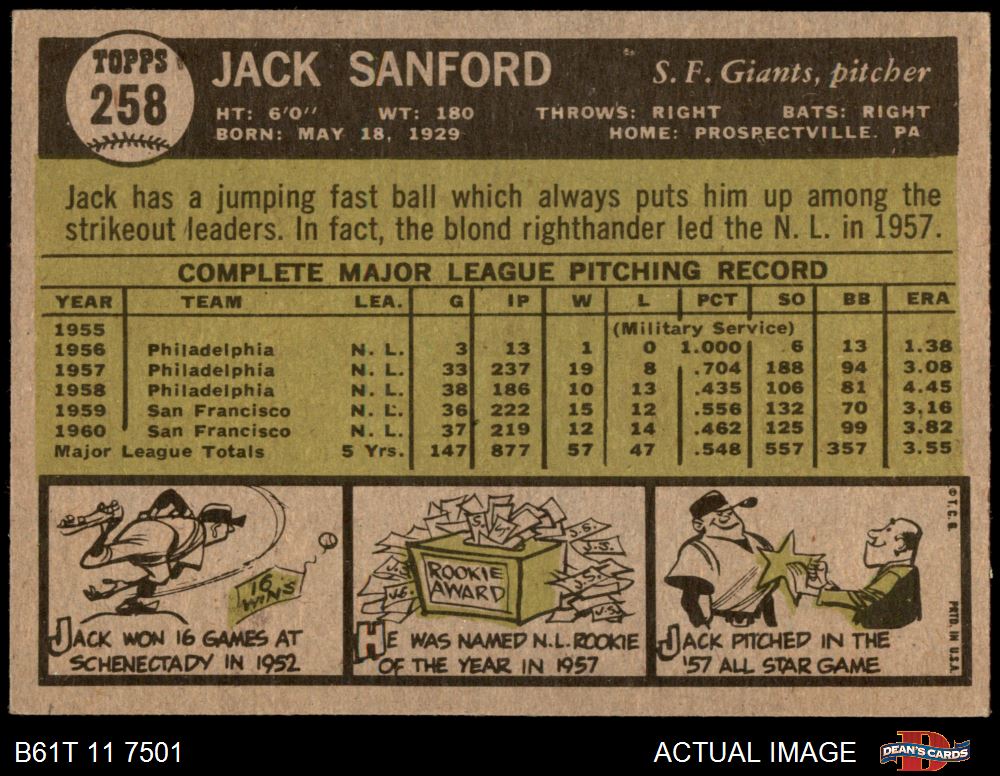 TOPPS
258
JACK SANFORD
S. F. Giants, pitcher
HT: 6'0" WT: 180 THROWS: RIGHT BATS: RIGHT
BORN: MAY 18, 1929 HOME: PROSPECTVILLE. PA
Jack has a jumping fast ball which always puts him up among the
strikeout leaders. In fact, the blond righthander led the N. L. in 1957.
COMPLETE MAJOR LEAGUE PITCHING RECORD
YEAR TEAM LEA. G IP W L PCT SO BB ERA
1955 (Military Service)
1956 Philadelphia N. L. 3 13 1 0 1.000 6 13 1.38
1957 Philadelphia N. L. 33 237 19 8 .704 188 94 3.08
1958 Philadelphia N. L. 38 186 10 13 .435 106 81 4.45
1959 San Francisco N. L. 36 222 15 12 .556 132 70 3.16
1960 San Francisco N. L. 37 219 12 14 .462 125 99 3.82
Major League Totals 5 Yrs. 147 877 57 47 .548 557 357 3.55
16
WINS
JACK WON 16 GAMES AT
SCHENECTADY IN 1952
J.S.
J.S.
J.S.
J.S.
ROOKIE
AWARD
HE WAS NAMED N.L. ROOKIE
OF THE YEAR IN 1957
JACK PITCHED IN THE
'57 ALL STAR GAME
© T. C. G.
PRTD. IN U.S.A.
B61T 11 7501
ACTUAL IMAGE
DEAN'S CARDS